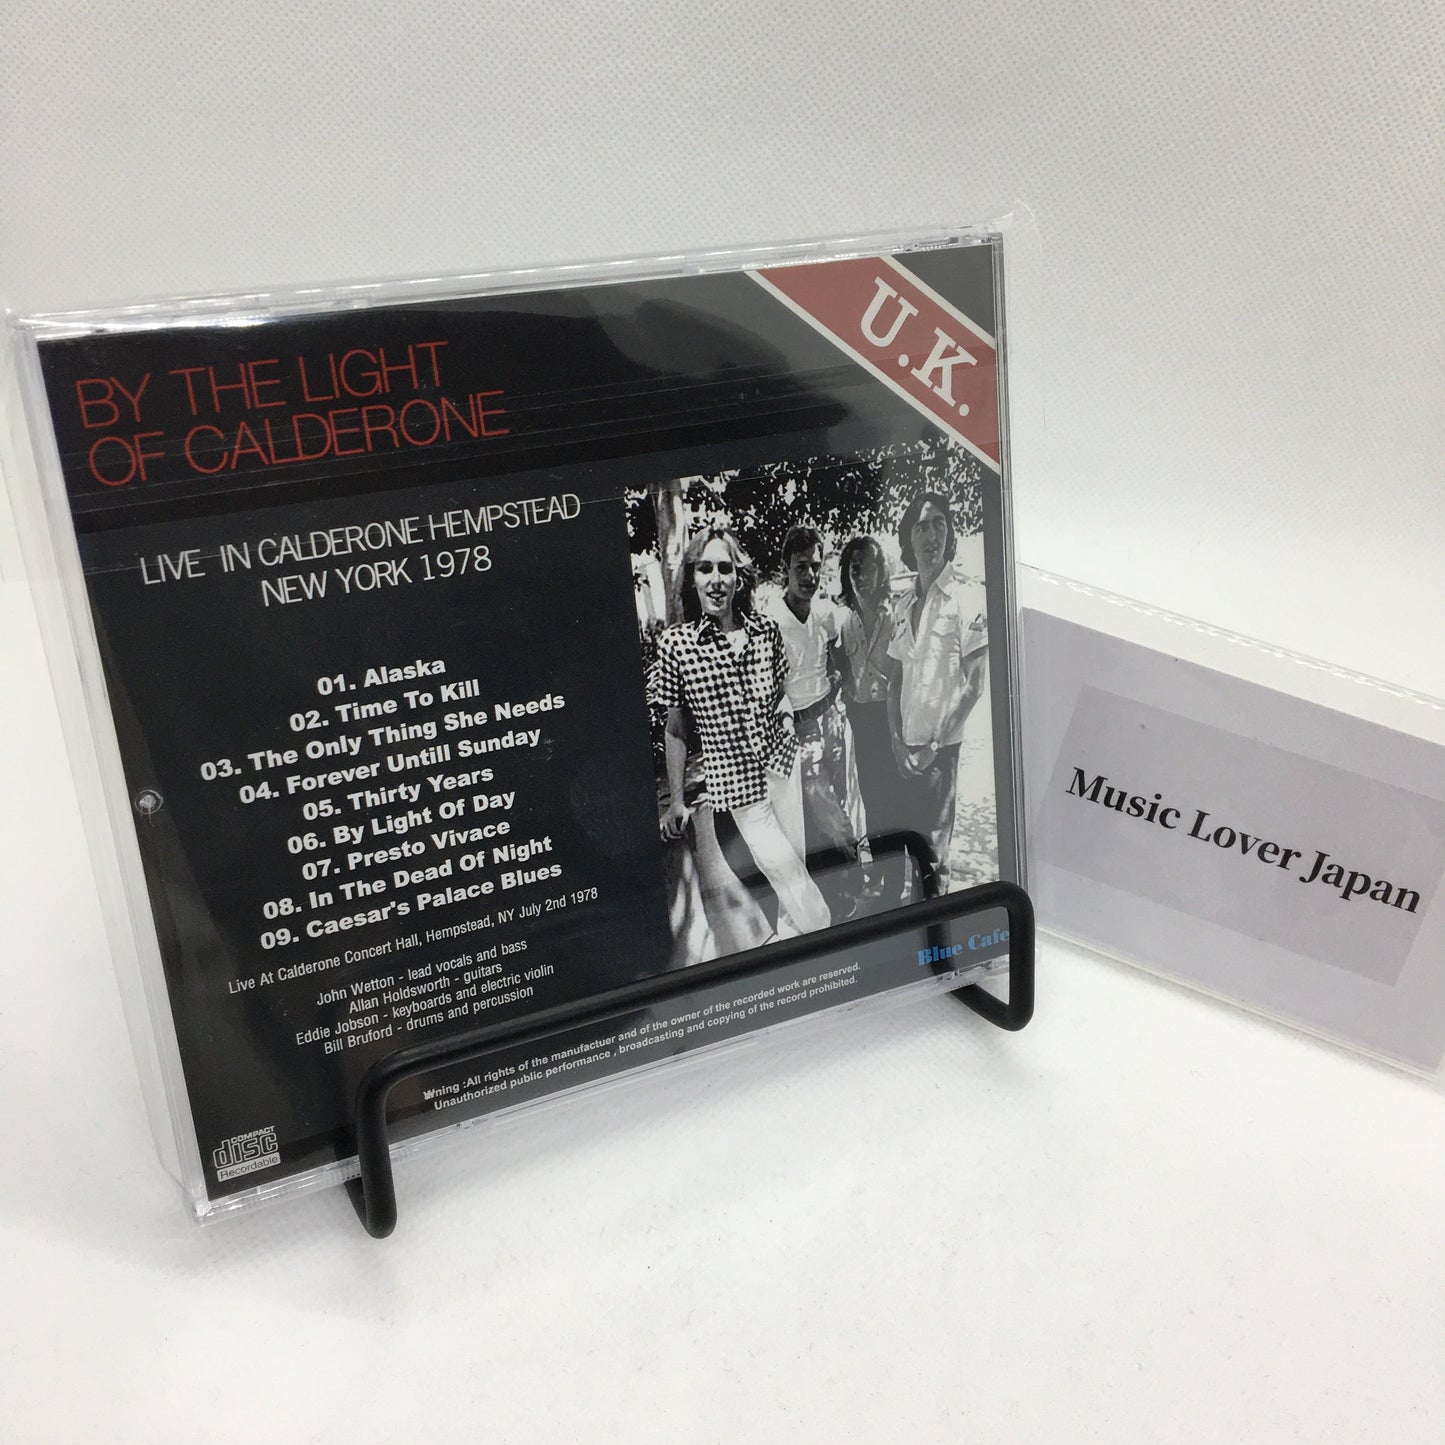 BY THE LIGHT
OF CALDERONE
U.K.
LIVE IN CALDERONE HEMPSTEAD
NEW YORK 1978
01. Alaska
02. Time To Kill
03. The Only Thing She Needs
04. Forever Untill Sunday
05. Thirty Years
06. By Light Of Day
07. Presto Vivace
08. In The Dead Of Night
09. Caesar's Palace Blues
Live At Calderone Concert Hall, Hempstead, NY July 2nd 1978
John Wetton - lead vocals and bass
Allan Holdsworth - guitars
Eddie Jobson - keyboards and electric violin
Bill Bruford - drums and percussion
Blue Cafe
Wrning :All rights of the manufactuer and of the owner of the recorded work are reserved.
Unauthorized public performance , broadcasting and copying of the record prohibited.
COMPACT
disc
Recordable
Music Lover Japan